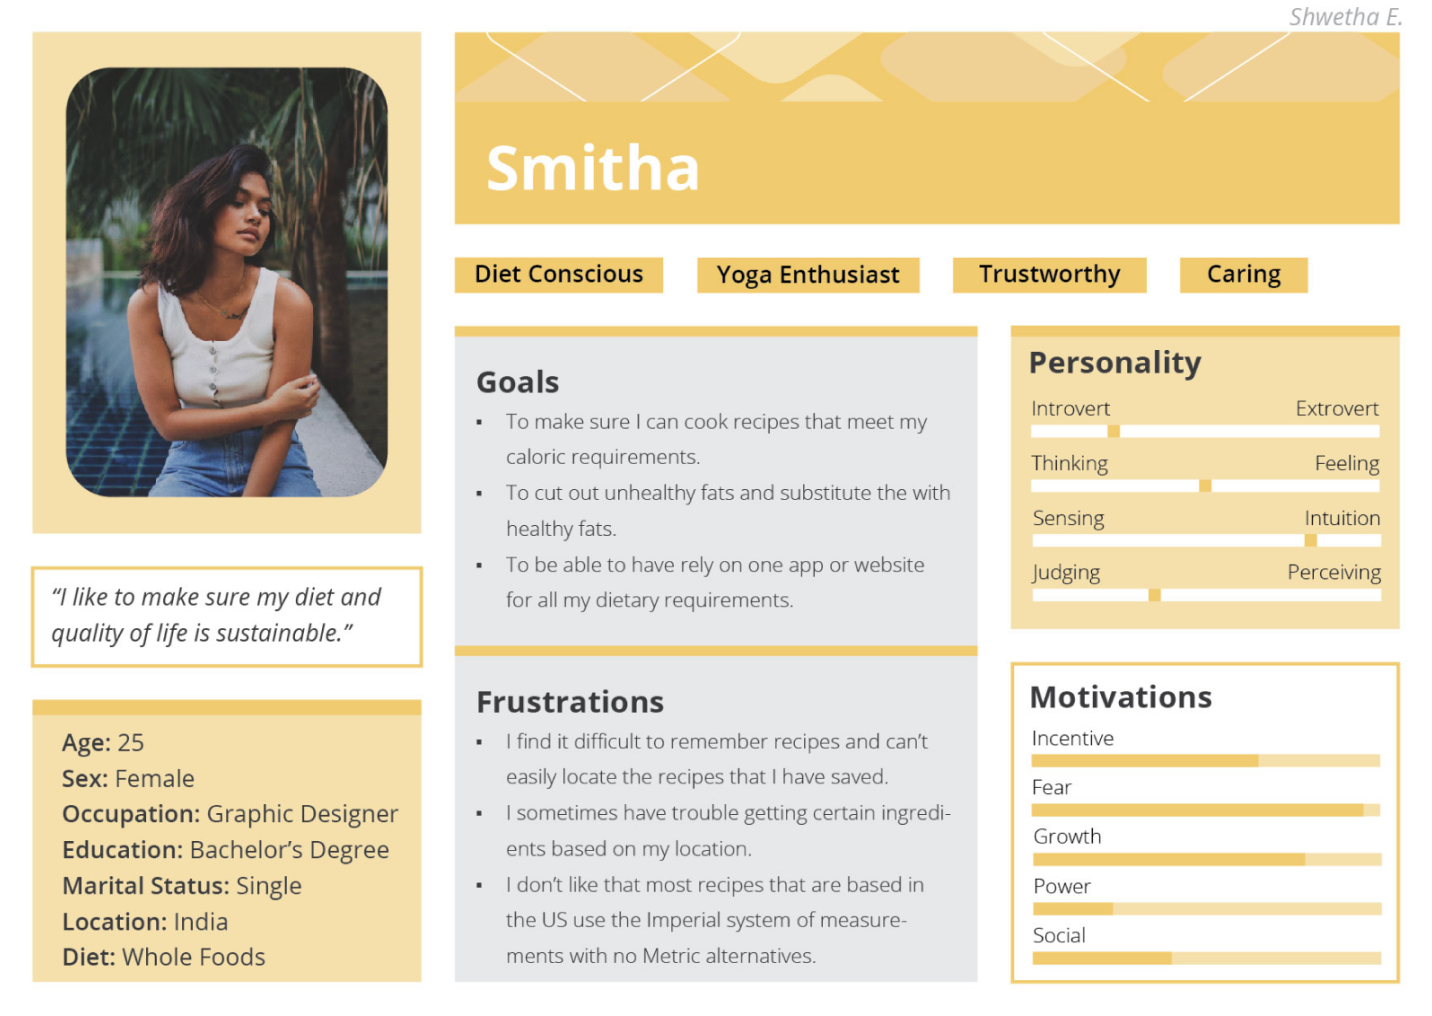 Shwetha E.
Smitha
Diet Conscious
Yoga Enthusiast
Trustworthy
Caring
“I like to make sure my diet and
quality of life is sustainable.”
Age: 25
Sex: Female
Occupation: Graphic Designer
Education: Bachelor’s Degree
Marital Status: Single
Location: India
Diet: Whole Foods
Goals
▪ To make sure I can cook recipes that meet my
caloric requirements.
▪ To cut out unhealthy fats and substitute the with
healthy fats.
▪ To be able to have rely on one app or website
for all my dietary requirements.
Frustrations
▪ I find it difficult to remember recipes and can’t
easily locate the recipes that I have saved.
▪ I sometimes have trouble getting certain ingredi-
ents based on my location.
▪ I don’t like that most recipes that are based in
the US use the Imperial system of measure-
ments with no Metric alternatives.
Personality
Introvert Extrovert
Thinking Feeling
Sensing Intuition
Judging Perceiving
Motivations
Incentive
Fear
Growth
Power
Social